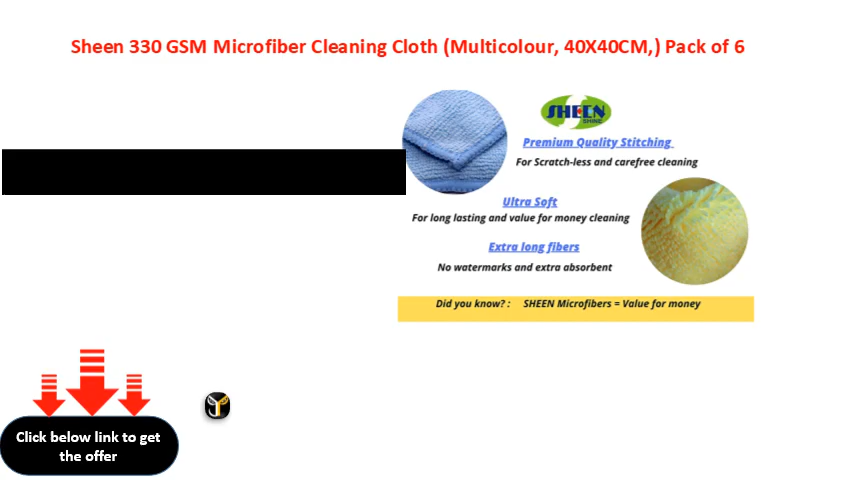 Sheen 330 GSM Microfiber Cleaning Cloth (Multicolour, 40X40CM,) Pack of 6
SHEEN
SHINE
Premium Quality Stitching
For Scratch-less and carefree cleaning
Ultra Soft
For long lasting and value for money cleaning
Extra long fibers
No watermarks and extra absorbent
Did you know? : SHEEN Microfibers = Value for money
Click below link to get
the offer